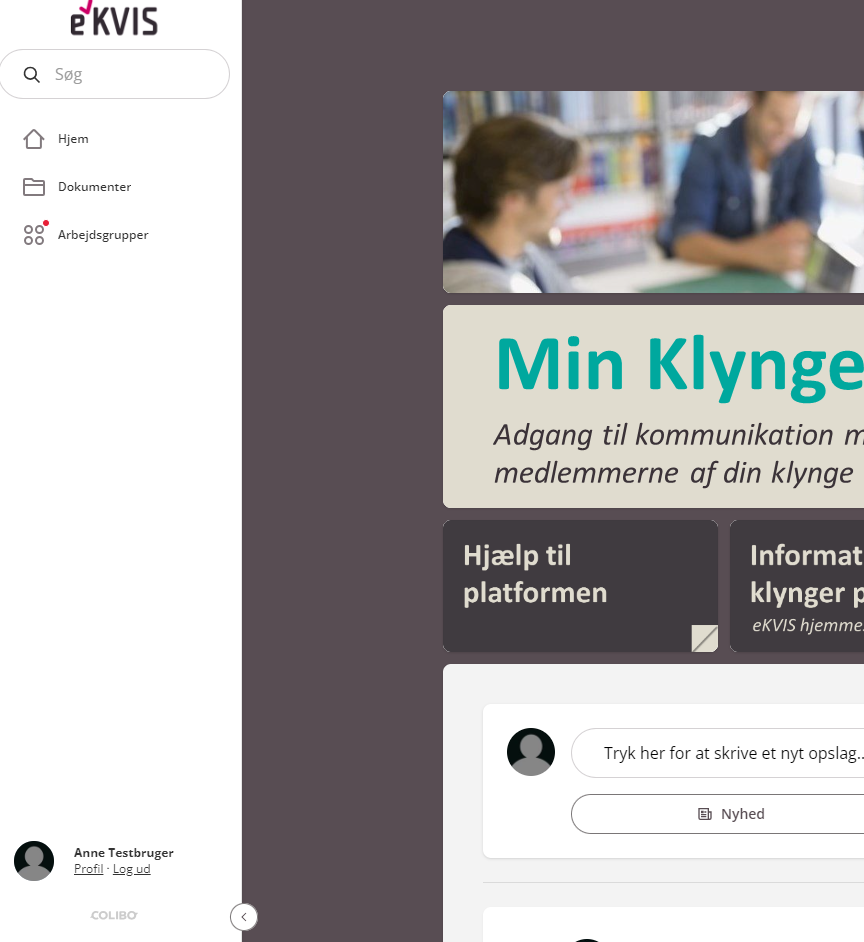 eKVIS
Søg
Hjem
Dokumenter
Arbejdsgrupper
Min Klynge
Adgang til kommunikation m
medlemmerne af din klynge
Hjælp til
platformen
Informat
klynger p
eKVIS hjemme
Tryk her for at skrive et nyt opslag..
Nyhed
Anne Testbruger
Profil · Log ud
COLIBO